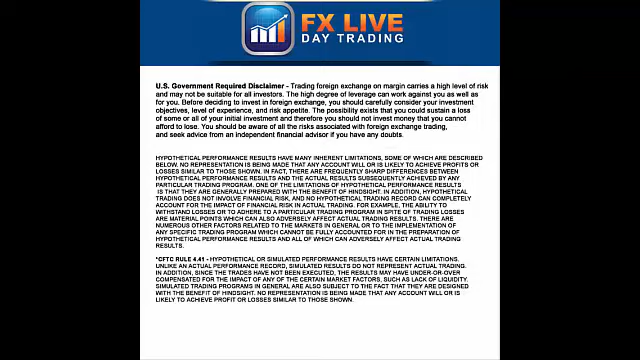 FX LIVE
DAY TRADING
U.S. Government Required Disclaimer - Trading foreign exchange on margin carries a high level of risk
and may not be suitable for all investors. The high degree of leverage can work against you as well as
for you. Before deciding to invest in foreign exchange, you should carefully consider your investment
objectives, level of experience, and risk appetite. The possibility exists that you could sustain a loss
of some or all of your initial investment and therefore you should not invest money that you cannot
afford to lose. You should be aware of all the risks associated with foreign exchange trading,
and seek advice from an independent financial advisor if you have any doubts.
HYPOTHETICAL PERFORMANCE RESULTS HAVE MANY INHERENT LIMITATIONS, SOME OF WHICH ARE DESCRIBED
BELOW. NO REPRESENTATION IS BEING MADE THAT ANY ACCOUNT WILL OR IS LIKELY TO ACHIEVE PROFITS OR
LOSSES SIMILAR TO THOSE SHOWN. IN FACT, THERE ARE FREQUENTLY SHARP DIFFERENCES BETWEEN
HYPOTHETICAL PERFORMANCE RESULTS AND THE ACTUAL RESULTS SUBSEQUENTLY ACHIEVED BY ANY
PARTICULAR TRADING PROGRAM. ONE OF THE LIMITATIONS OF HYPOTHETICAL PERFORMANCE RESULTS
IS THAT THEY ARE GENERALLY PREPARED WITH THE BENEFIT OF HINDSIGHT. IN ADDITION, HYPOTHETICAL
TRADING DOES NOT INVOLVE FINANCIAL RISK, AND NO HYPOTHETICAL TRADING RECORD CAN COMPLETELY
ACCOUNT FOR THE IMPACT OF FINANCIAL RISK IN ACTUAL TRADING. FOR EXAMPLE, THE ABILITY TO
WITHSTAND LOSSES OR TO ADHERE TO A PARTICULAR TRADING PROGRAM IN SPITE OF TRADING LOSSES
ARE MATERIAL POINTS WHICH CAN ALSO ADVERSELY AFFECT ACTUAL TRADING RESULTS. THERE ARE
NUMEROUS OTHER FACTORS RELATED TO THE MARKETS IN GENERAL OR TO THE IMPLEMENTATION OF
ANY SPECIFIC TRADING PROGRAM WHICH CANNOT BE FULLY ACCOUNTED FOR IN THE PREPARATION OF
HYPOTHETICAL PERFORMANCE RESULTS AND ALL OF WHICH CAN ADVERSELY AFFECT ACTUAL TRADING
RESULTS.
*CFTC RULE 4.41 - HYPOTHETICAL OR SIMULATED PERFORMANCE RESULTS HAVE CERTAIN LIMITATIONS.
UNLIKE AN ACTUAL PERFORMANCE RECORD, SIMULATED RESULTS DO NOT REPRESENT ACTUAL TRADING.
IN ADDITION, SINCE THE TRADES HAVE NOT BEEN EXECUTED, THE RESULTS MAY HAVE UNDER-OR-OVER
COMPENSATED FOR THE IMPACT OF ANY OF CERTAIN MARKET FACTORS, SUCH AS LACK OF LIQUIDITY.
SIMULATED TRADING PROGRAMS IN GENERAL ARE ALSO SUBJECT TO THE FACT THAT THEY ARE DESIGNED
WITH THE BENEFIT OF HINDSIGHT. NO REPRESENTATION IS BEING MADE THAT ANY ACCOUNT WILL OR IS
LIKELY TO ACHIEVE PROFIT OR LOSSES SIMILAR TO THOSE SHOWN.